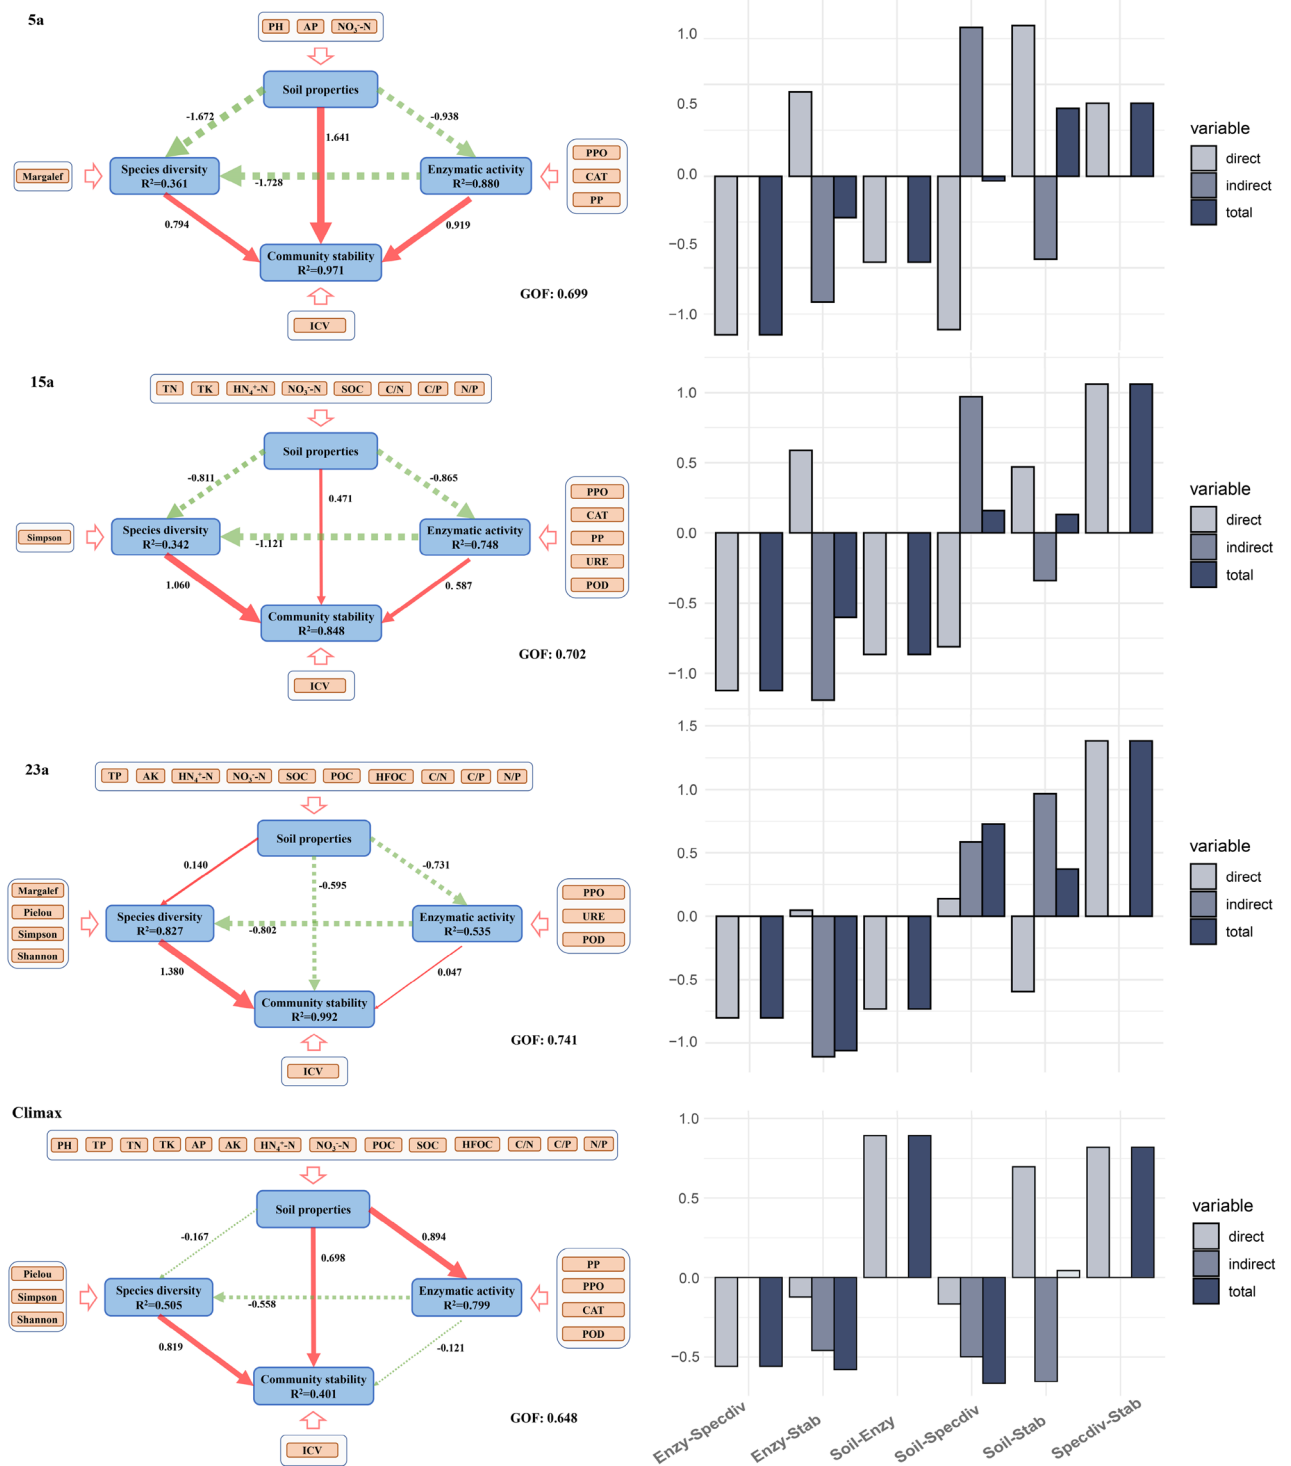 5a
PH AP NO₃⁻-N
Soil properties
-1.672
-0.938
1.641
Margalef
Species diversity
R²=0.361
-1.728
Enzymatic activity
R²=0.880
PPO
CAT
PP
0.794
0.919
Community stability
R²=0.971
GOF: 0.699
ICV
1.0
0.5
0.0
−0.5
−1.0
variable
direct
indirect
total
15a
TN TK HN₄⁺-N NO₃⁻-N SOC C/N C/P N/P
Soil properties
-0.811
-0.865
0.471
Simpson
Species diversity
R²=0.342
-1.121
Enzymatic activity
R²=0.748
PPO
CAT
PP
URE
POD
1.060
0. 587
Community stability
R²=0.848
GOF: 0.702
ICV
1.0
0.5
0.0
−0.5
−1.0
variable
direct
indirect
total
23a
TP AK HN₄⁺-N NO₃⁻-N SOC POC HFOC C/N C/P N/P
Soil properties
0.140
-0.731
-0.595
Margalef
Pielou
Simpson
Shannon
Species diversity
R²=0.827
-0.802
Enzymatic activity
R²=0.535
PPO
URE
POD
1.380
0.047
Community stability
R²=0.992
GOF: 0.741
ICV
1.5
1.0
0.5
0.0
−0.5
−1.0
variable
direct
indirect
total
Climax
PH TP TN TK AP AK HN₄⁺-N NO₃⁻-N POC SOC HFOC C/N C/P N/P
Soil properties
-0.167
0.894
0.698
Pielou
Simpson
Shannon
Species diversity
R²=0.505
-0.558
Enzymatic activity
R²=0.799
PP
PPO
CAT
POD
0.819
-0.121
Community stability
R²=0.401
GOF: 0.648
ICV
1.0
0.5
0.0
−0.5
Enzy-Specdiv
Enzy-Stab
Soil-Enzy
Soil-Specdiv
Soil-Stab
Specdiv-Stab
variable
direct
indirect
total